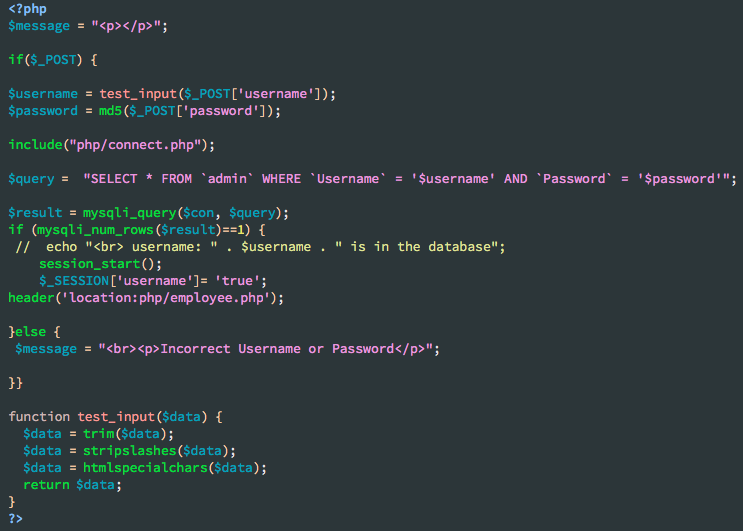 <?php
$message = "<p></p>";
if($_POST) {
$username = test_input($_POST['username']);
$password = md5($_POST['password']);
include("php/connect.php");
$query =  "SELECT * FROM `admin` WHERE `Username` = '$username' AND `Password` = '$password'";
$result = mysqli_query($con, $query);
if (mysqli_num_rows($result)==1) {
 //  echo "<br> username: " . $username . " is in the database";
    session_start();
    $_SESSION['username']= 'true';
header('location:php/employee.php');
}else {
 $message = "<br><p>Incorrect Username or Password</p>";
}}
function test_input($data) {
  $data = trim($data);
  $data = stripslashes($data);
  $data = htmlspecialchars($data);
  return $data;
}
?>